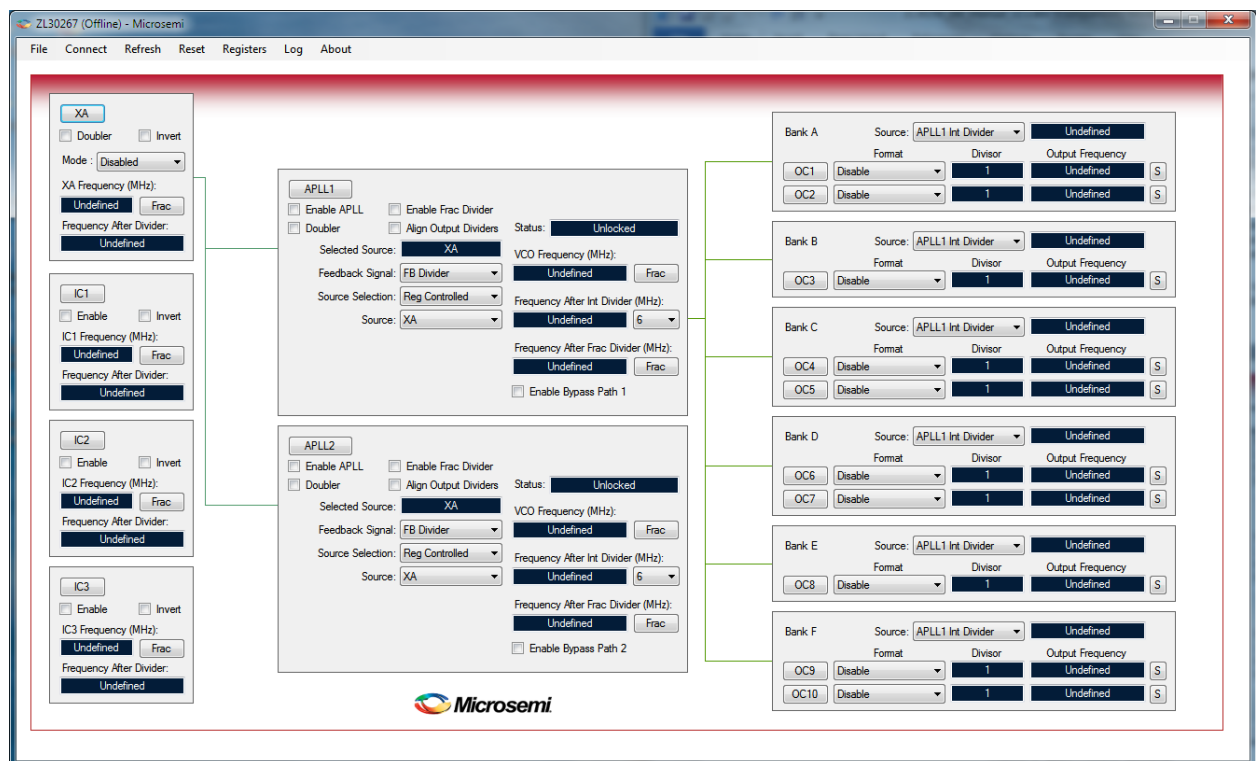 ZL30267 (Offline) - Microsemi
File Connect Refresh Reset Registers Log About
XA
Doubler Invert
Mode : Disabled
XA Frequency (MHz):
Undefined Frac
Frequency After Divider:
Undefined
IC1
Enable Invert
IC1 Frequency (MHz):
Undefined Frac
Frequency After Divider:
Undefined
IC2
Enable Invert
IC2 Frequency (MHz):
Undefined Frac
Frequency After Divider:
Undefined
IC3
Enable Invert
IC3 Frequency (MHz):
Undefined Frac
Frequency After Divider:
Undefined
APLL1
Enable APLL Enable Frac Divider
Doubler Align Output Dividers Status: Unlocked
Selected Source: XA
VCO Frequency (MHz):
Feedback Signal: FB Divider Undefined Frac
Source Selection: Reg Controlled
Frequency After Int Divider (MHz):
Source: XA Undefined 6
Frequency After Frac Divider (MHz):
Undefined Frac
Enable Bypass Path 1
APLL2
Enable APLL Enable Frac Divider
Doubler Align Output Dividers Status: Unlocked
Selected Source: XA
VCO Frequency (MHz):
Feedback Signal: FB Divider Undefined Frac
Source Selection: Reg Controlled
Frequency After Int Divider (MHz):
Source: XA Undefined 6
Frequency After Frac Divider (MHz):
Undefined Frac
Enable Bypass Path 2
Microsemi
Bank A Source: APLL1 Int Divider Undefined
Format Divisor Output Frequency
OC1 Disable 1 Undefined S
OC2 Disable 1 Undefined S
Bank B Source: APLL1 Int Divider Undefined
Format Divisor Output Frequency
OC3 Disable 1 Undefined S
Bank C Source: APLL1 Int Divider Undefined
Format Divisor Output Frequency
OC4 Disable 1 Undefined S
OC5 Disable 1 Undefined S
Bank D Source: APLL1 Int Divider Undefined
Format Divisor Output Frequency
OC6 Disable 1 Undefined S
OC7 Disable 1 Undefined S
Bank E Source: APLL1 Int Divider Undefined
Format Divisor Output Frequency
OC8 Disable 1 Undefined S
Bank F Source: APLL1 Int Divider Undefined
Format Divisor Output Frequency
OC9 Disable 1 Undefined S
OC10 Disable 1 Undefined S